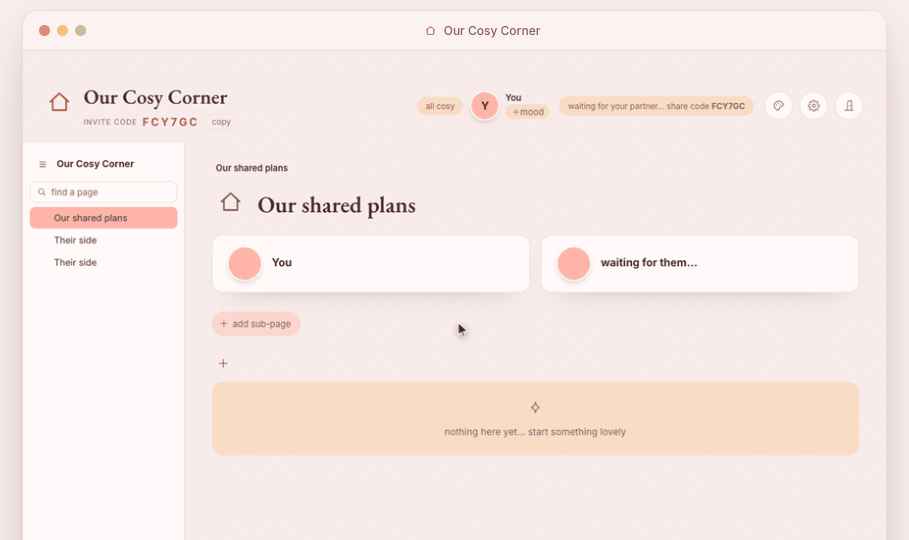 Our Cosy Corner
Our Cosy Corner
INVITE CODE FCY7GC copy
all cosy
Y
You
+ mood
waiting for your partner... share code FCY7GC
Our Cosy Corner
find a page
Our shared plans
Their side
Their side
Our shared plans
Our shared plans
You
waiting for them...
+ add sub-page
+
nothing here yet... start something lovely